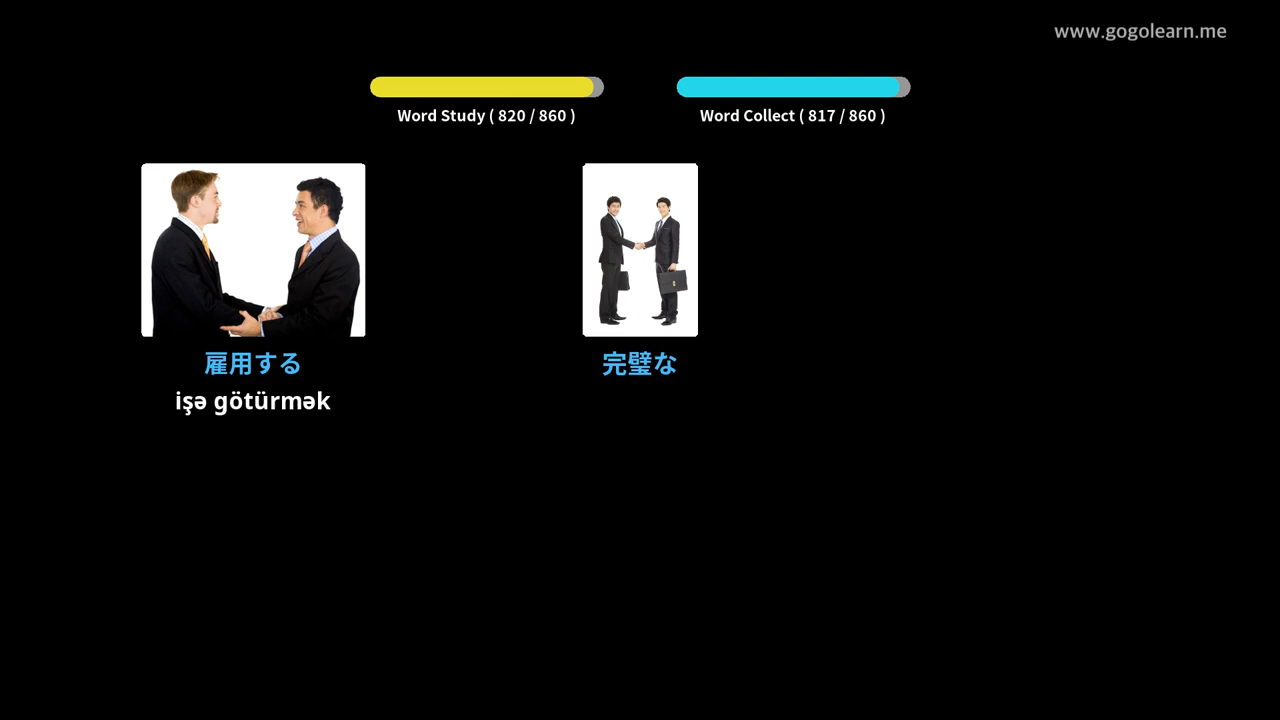 www.gogolearn.me
Word Study ( 820 / 860 )
Word Collect ( 817 / 860 )
雇用する
işə götürmək
完璧な